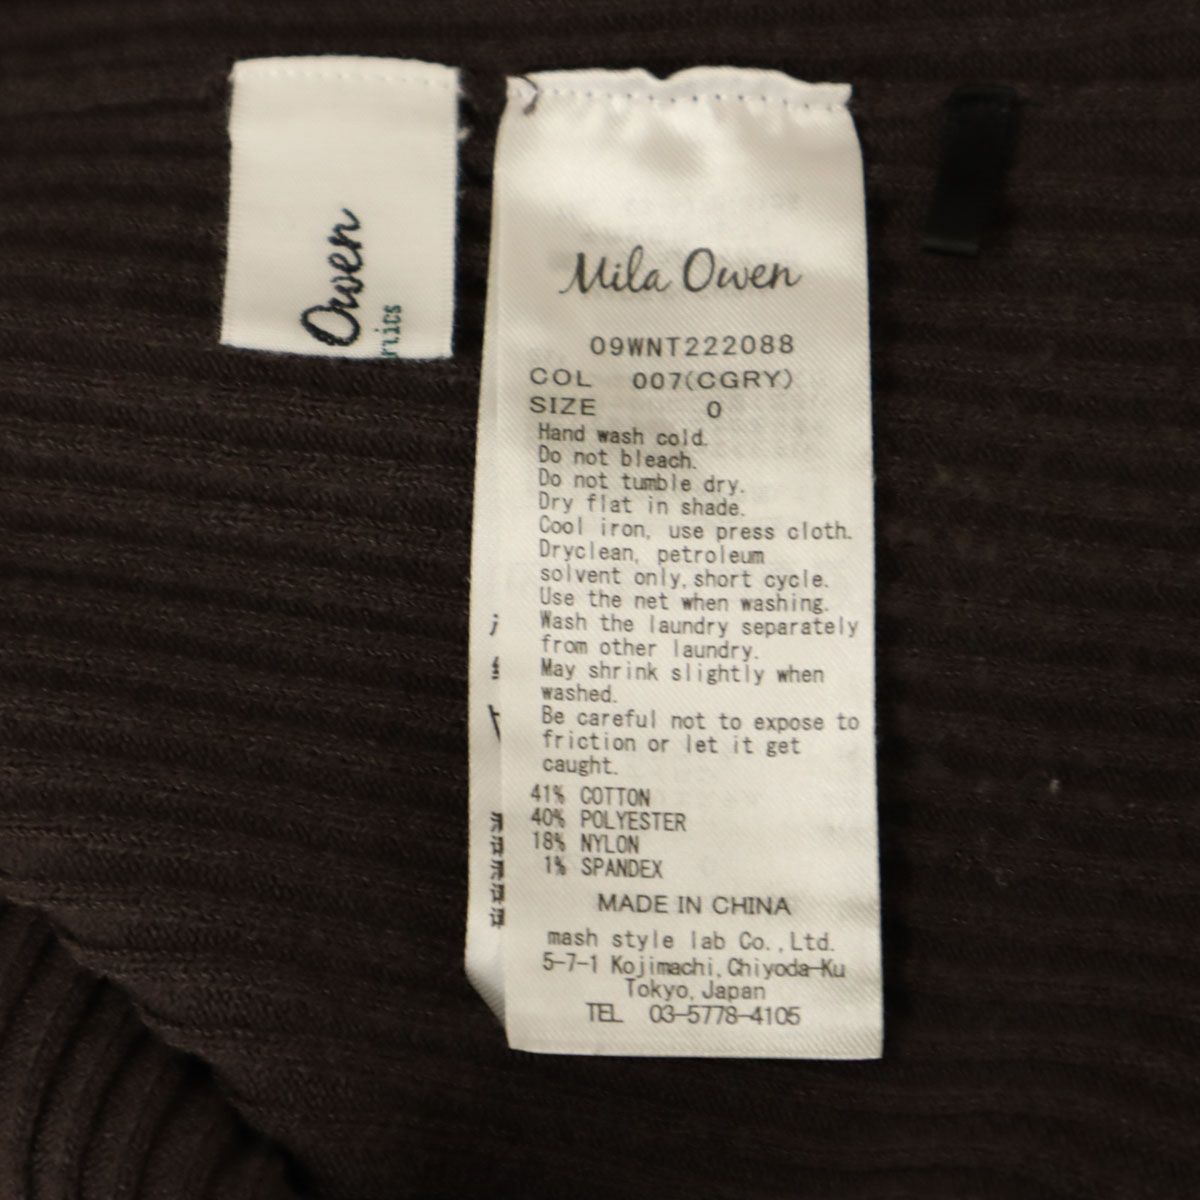 Owen
Mila Owen
09WNT222088
COL 007(CGRY)
SIZE 0
Hand wash cold.
Do not bleach.
Do not tumble dry.
Dry flat in shade.
Cool iron, use press cloth.
Dryclean, petroleum
solvent only,short cycle.
Use the net when washing.
Wash the laundry separately
from other laundry.
May shrink slightly when
washed.
Be careful not to expose to
friction or let it get
caught.
41% COTTON
40% POLYESTER
18% NYLON
1% SPANDEX
MADE IN CHINA
mash style lab Co.,Ltd.
5-7-1 Kojimachi,Chiyoda-Ku
Tokyo,Japan
TEL 03-5778-4105